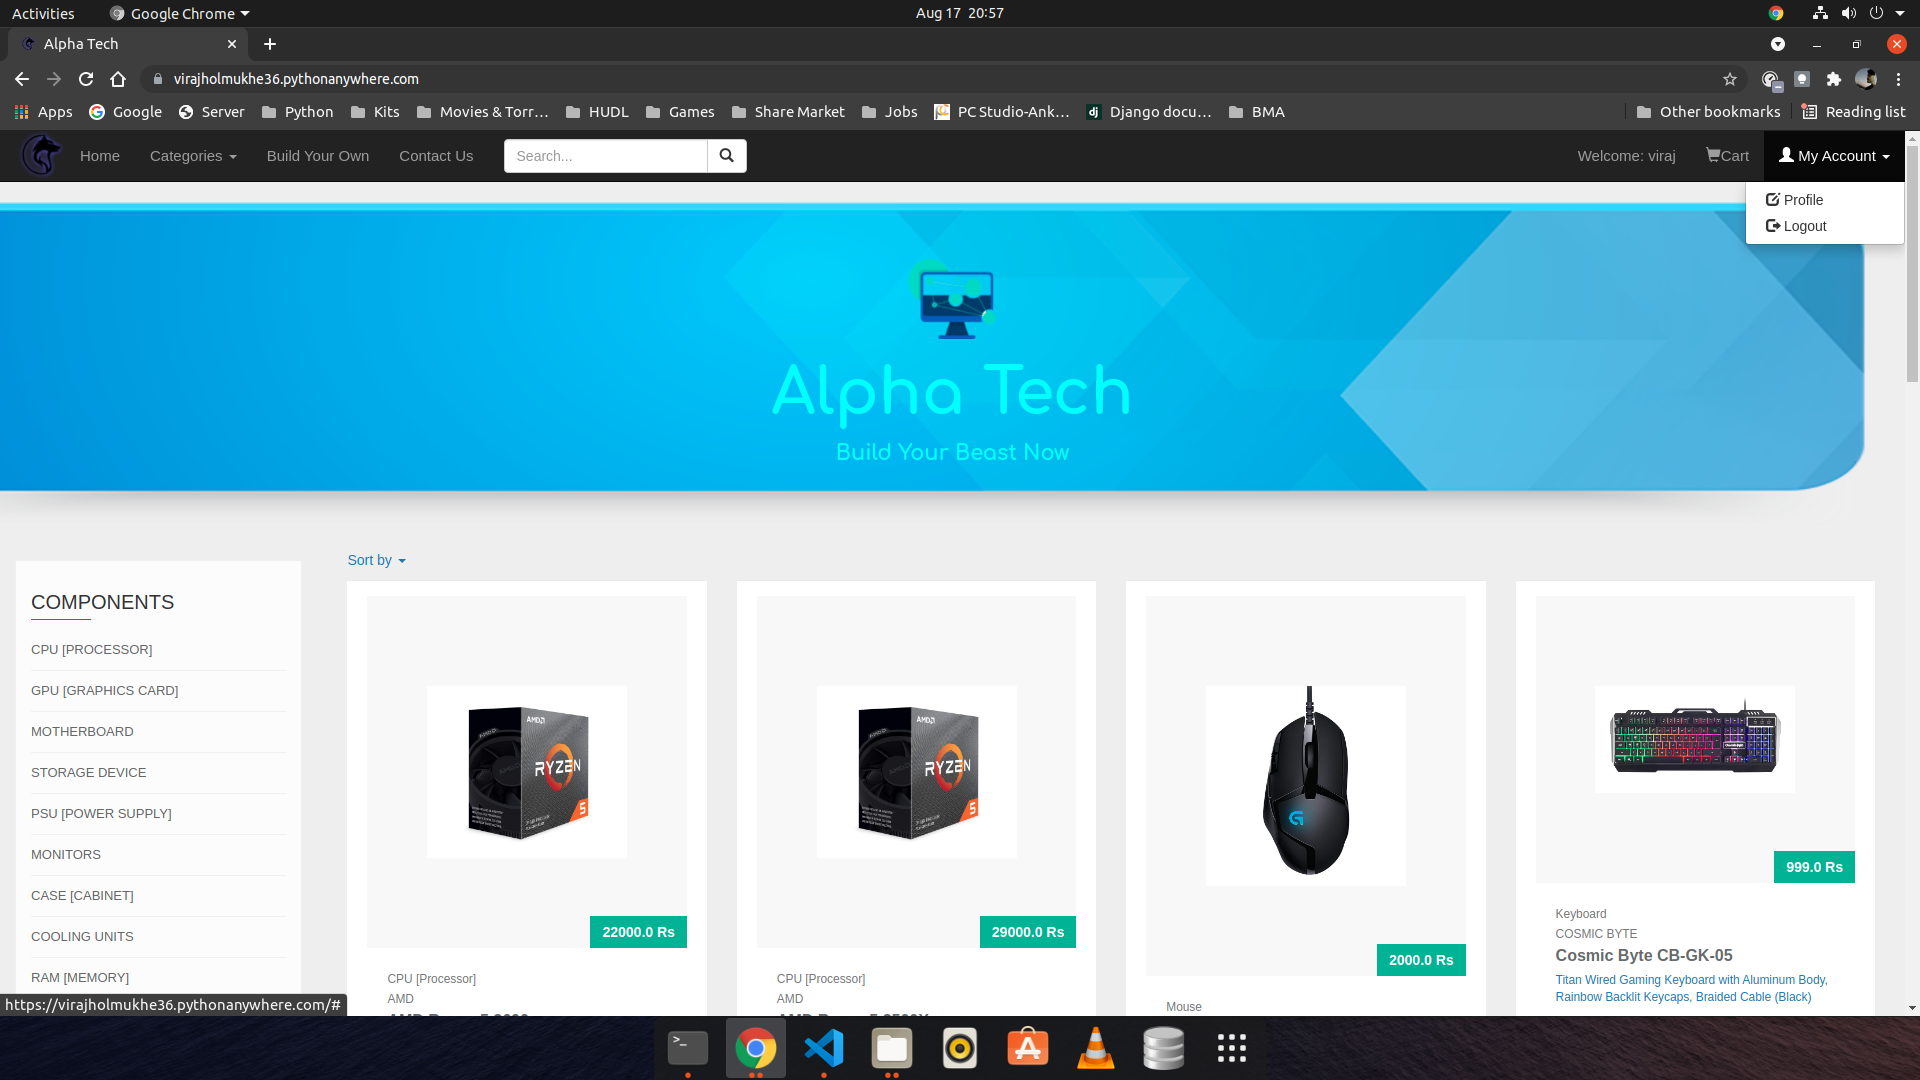 Activities
Google Chrome
Aug 17 20:57
Alpha Tech
virajholmukhe36.pythonanywhere.com
Apps
Google
Server
Python
Kits
Movies & Torr…
HUDL
Games
Share Market
Jobs
PC Studio-Ank…
Django docu…
BMA
Other bookmarks
Reading list
Home
Categories
Build Your Own
Contact Us
Search...
Welcome: viraj
Cart
My Account
Profile
Logout
Alpha Tech
Build Your Beast Now
Sort by
COMPONENTS
CPU [PROCESSOR]
GPU [GRAPHICS CARD]
MOTHERBOARD
STORAGE DEVICE
PSU [POWER SUPPLY]
MONITORS
CASE [CABINET]
COOLING UNITS
RAM [MEMORY]
AMD
RYZEN
5
22000.0 Rs
CPU [Processor]
AMD
AMD
RYZEN
5
29000.0 Rs
CPU [Processor]
AMD
G
2000.0 Rs
Mouse
999.0 Rs
Keyboard
COSMIC BYTE
Cosmic Byte CB-GK-05
Titan Wired Gaming Keyboard with Aluminum Body,
Rainbow Backlit Keycaps, Braided Cable (Black)
https://virajholmukhe36.pythonanywhere.com/#